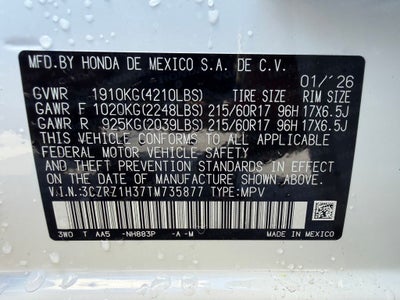 MFD.BY HONDA DE MEXICO S.A. DE C.V.
01/'26
GVWR 1910KG(4210LBS) TIRE SIZE RIM SIZE
GAWR F 1020KG(2248LBS) 215/60R17 96H 17X6.5J
GAWR R 925KG(2039LBS) 215/60R17 96H 17X6.5J
THIS VEHICLE CONFORMS TO ALL APPLICABLE
FEDERAL MOTOR VEHICLE SAFETY, BUMPER,
AND THEFT PREVENTION STANDARDS IN EFFECT
ON THE DATE OF MANUFACTURE SHOWN ABOVE.
V.I.N.:3CZRZ1H37TM735877 TYPE:MPV
3WO T AA5 -NH883P -A -M
MADE IN MEXICO